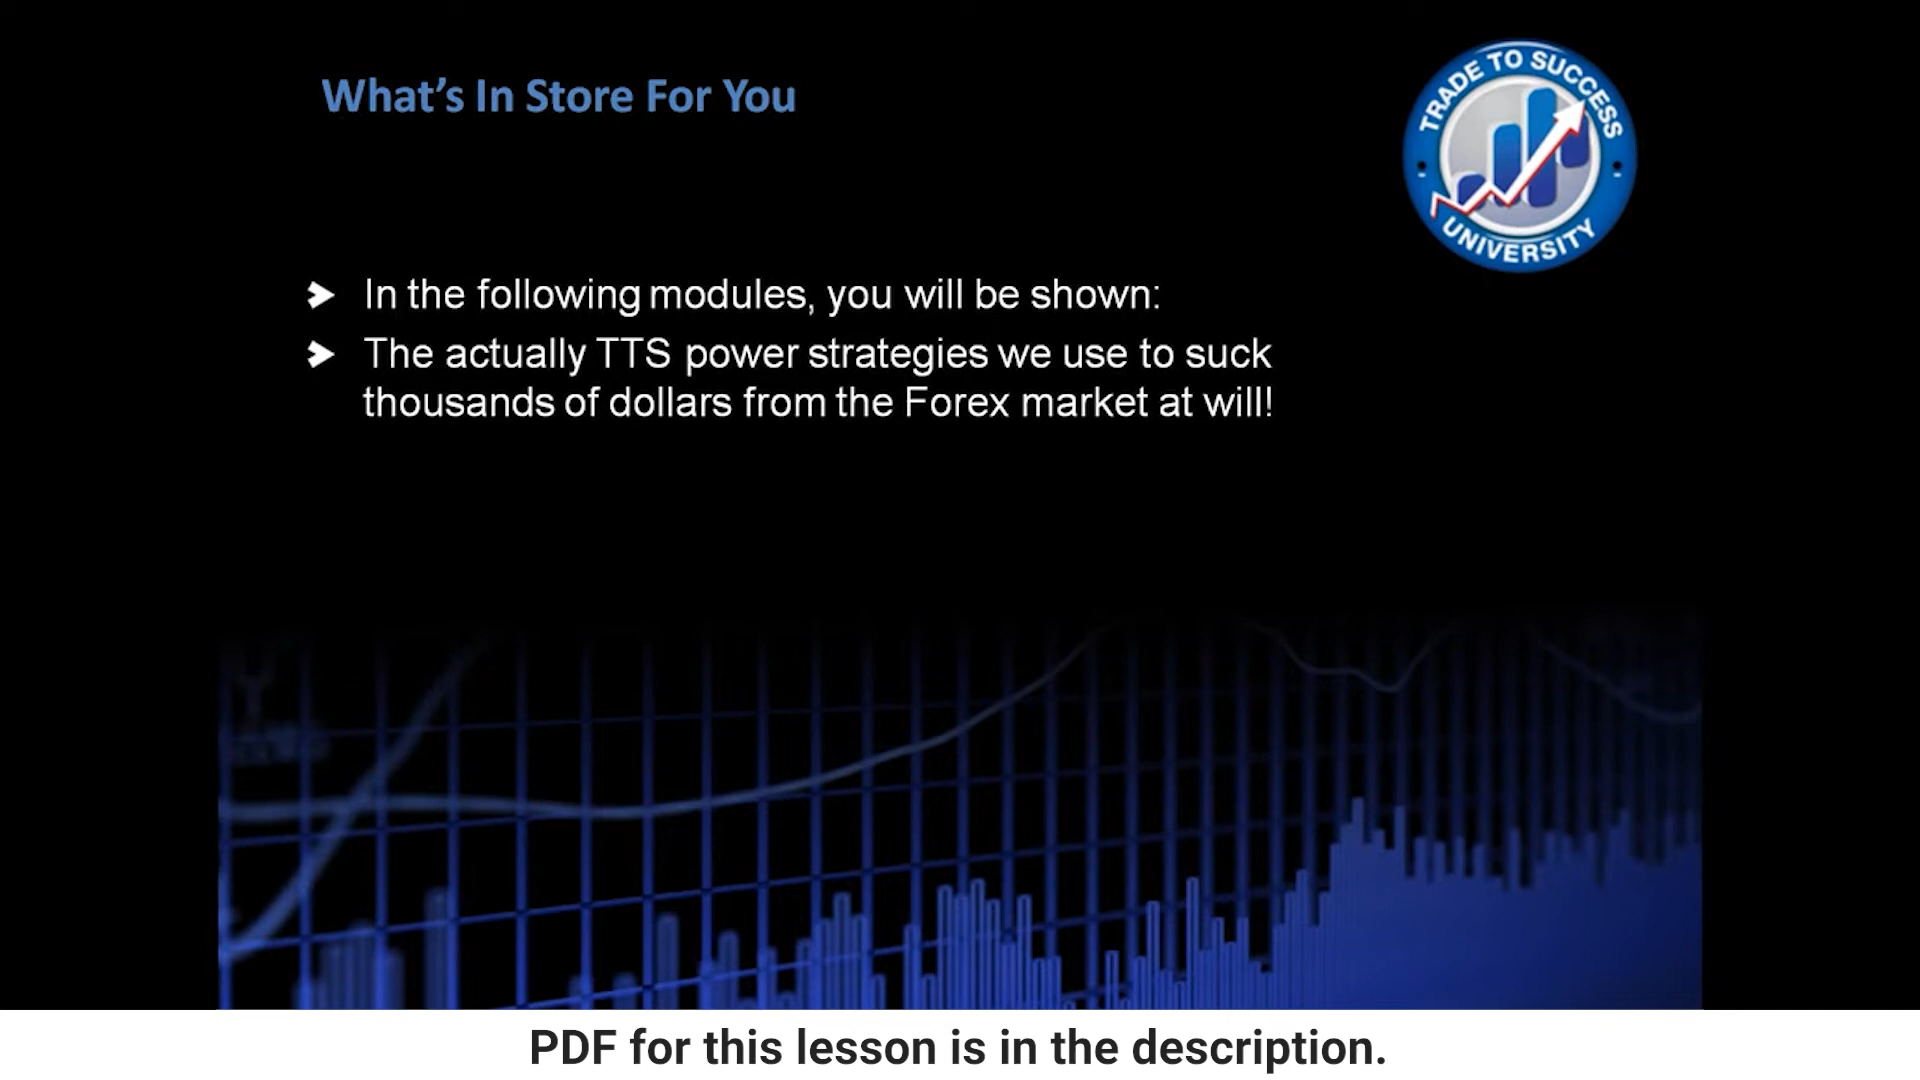 What's In Store For You
TRADE TO SUCCESS
UNIVERSITY
In the following modules, you will be shown:
The actually TTS power strategies we use to suck
thousands of dollars from the Forex market at will!
PDF for this lesson is in the description.